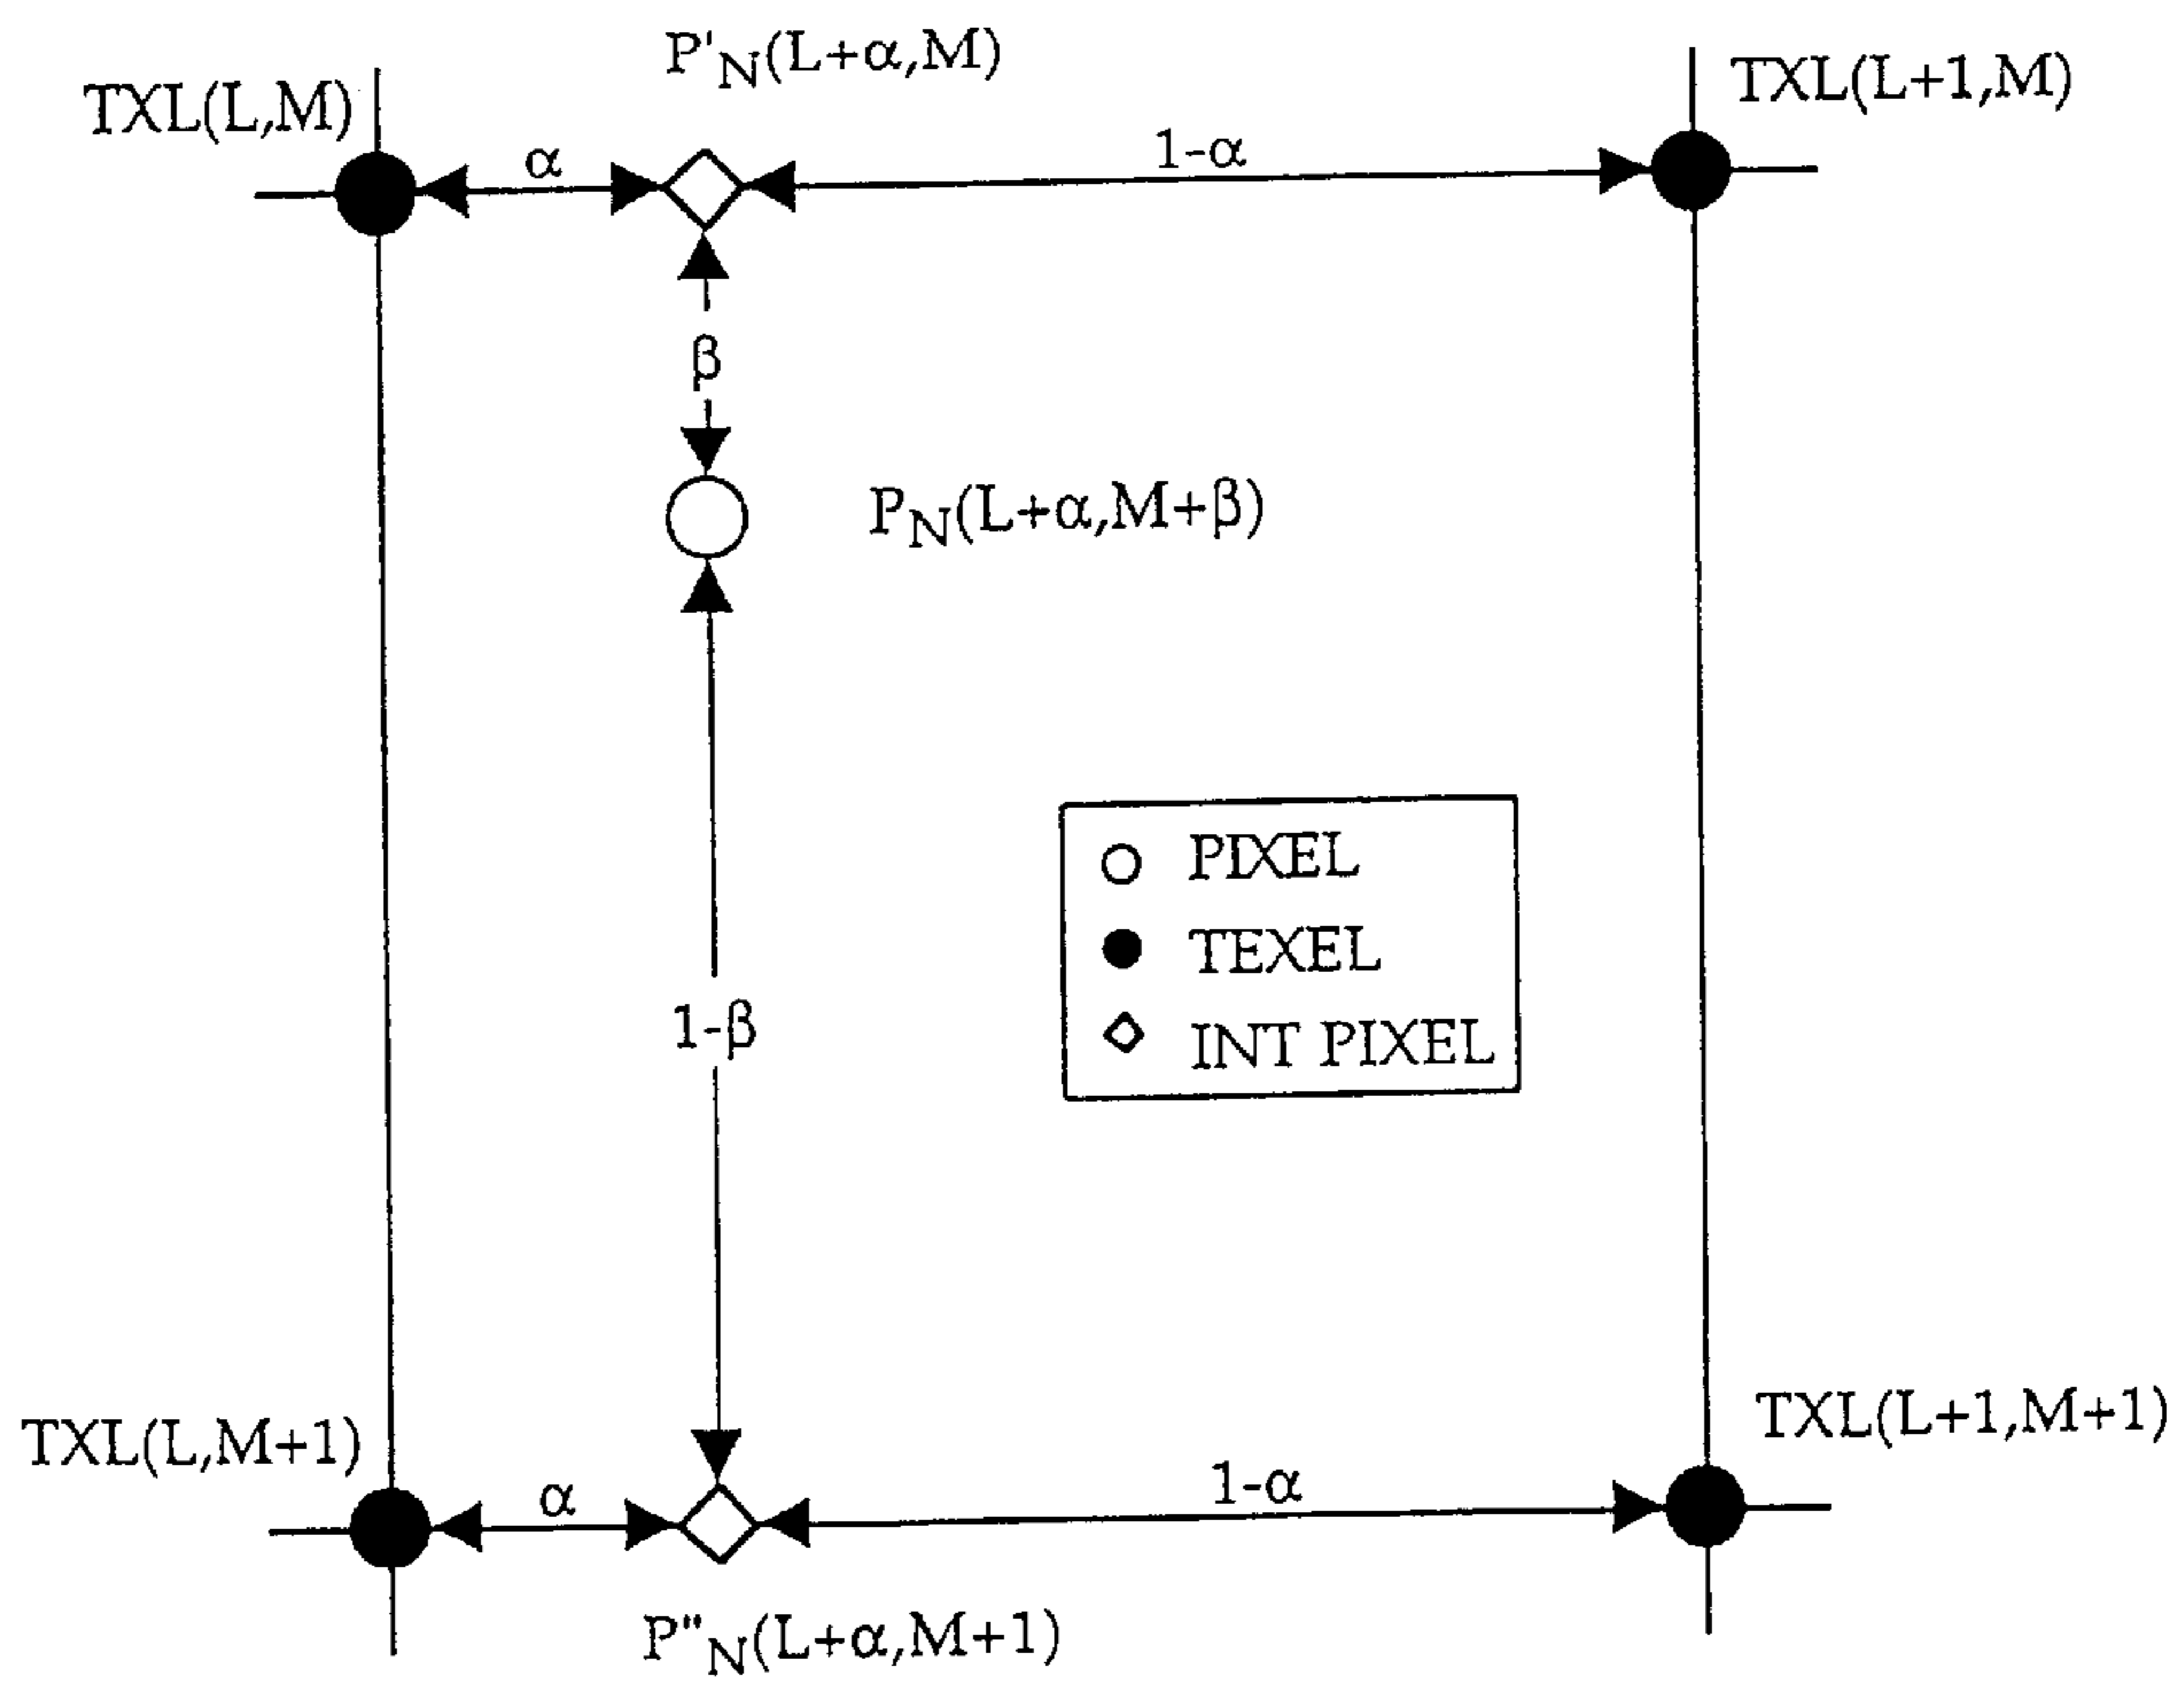 P'N(L+α,M)
TXL(L,M)
TXL(L+1,M)
α
1-α
β
PN(L+α,M+β)
PIXEL
TEXEL
1-β
INT PIXEL
TXL(L,M+1)
TXL(L+1,M+1)
α
1-α
P"N(L+α,M+1)